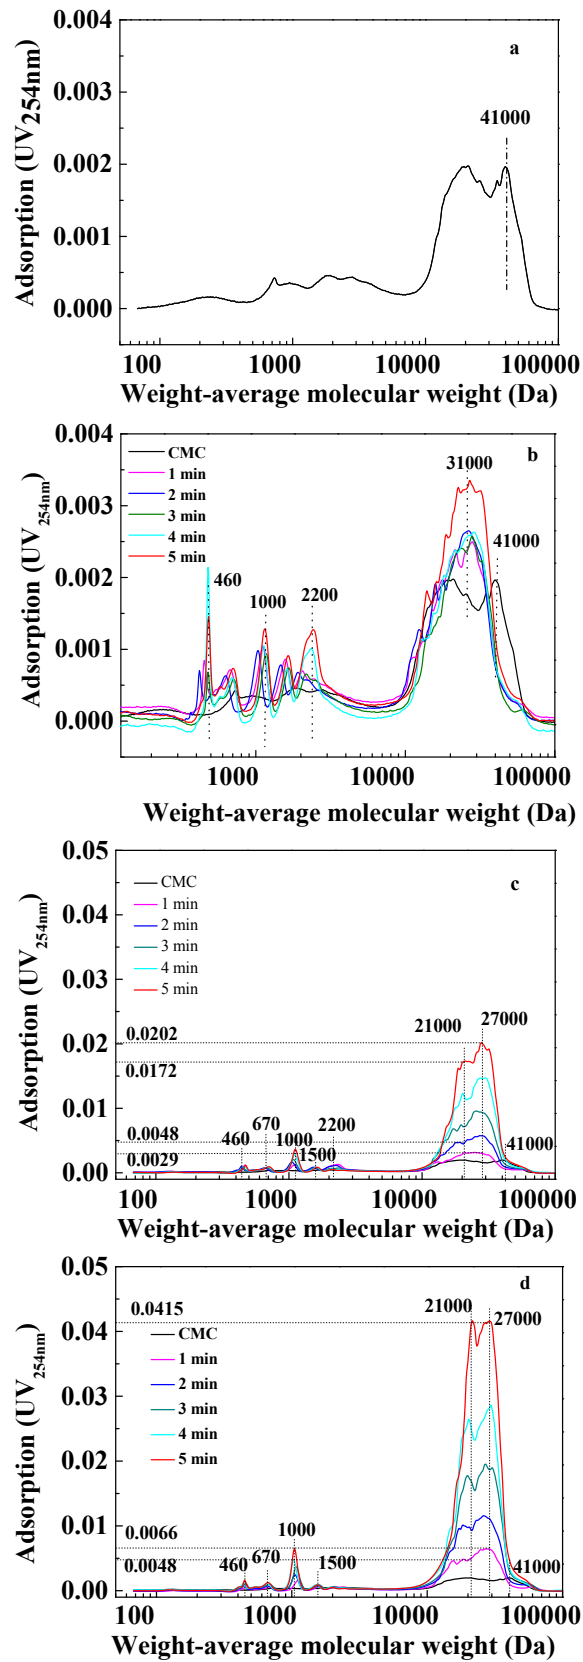 a
0.004
0.003
0.002
0.001
0.000
Adsorption (UV254nm)
41000
100
1000
10000
100000
Weight-average molecular weight (Da)
b
0.004
0.003
0.002
0.001
0.000
Adsorption (UV254nm)
CMC
1 min
2 min
3 min
4 min
5 min
31000
41000
460
1000
2200
1000
10000
100000
Weight-average molecular weight (Da)
c
0.05
0.04
0.03
0.02
0.01
0.00
Adsorption (UV254nm)
CMC
1 min
2 min
3 min
4 min
5 min
0.0202
0.0172
0.0048
0.0029
460
670
1000
1500
2200
21000
27000
41000
100
1000
10000
100000
Weight-average molecular weight (Da)
d
0.05
0.04
0.03
0.02
0.01
0.00
Adsorption (UV254nm)
0.0415
CMC
1 min
2 min
3 min
4 min
5 min
0.0066
0.0048
460
670
1000
1500
21000
27000
41000
100
1000
10000
100000
Weight-average molecular weight (Da)